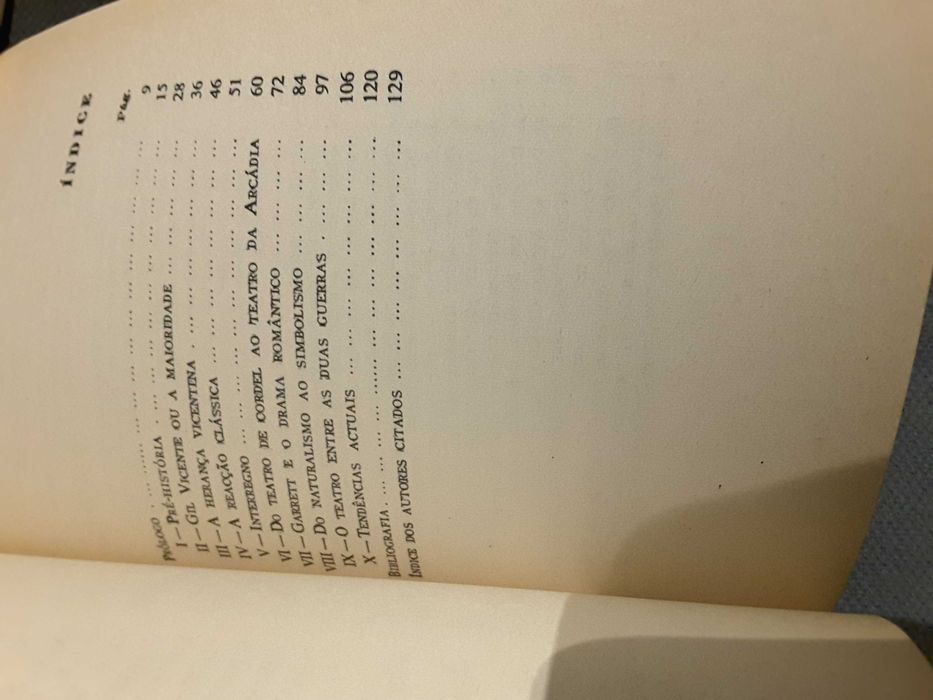 ÍNDICE
Pág.
PRÓLOGO . ... ...... ... ... ... ... ... ... ... ... ... 9
I — PRÉ-HISTÓRIA . ... ... ... ... ... ... ... ... 15
II — GIL VICENTE OU A MAIORIDADE ... ... ... ... ... 28
III — A HERANÇA VICENTINA . ... ... ... ... ... ... 36
IV — A REACÇÃO CLÁSSICA ... ... ... ... ... ... ... 46
V — INTERREGNO ... ... ... ... ... ... ... ... ... 51
VI — DO TEATRO DE CORDEL AO TEATRO DA ARCÁDIA 60
VII — GARRETT E O DRAMA ROMÂNTICO ... ... ... ... 72
VIII — DO NATURALISMO AO SIMBOLISMO ... ... ... ... 84
IX — O TEATRO ENTRE AS DUAS GUERRAS . ... ... ... 97
X — TENDÊNCIAS ACTUAIS ... ... ... ... ... ... ... 106
BIBLIOGRAFIA . ... ... ... ...... ... ... ... ... ... ... 120
ÍNDICE DOS AUTORES CITADOS ... ... ... ... ... ... ... 129